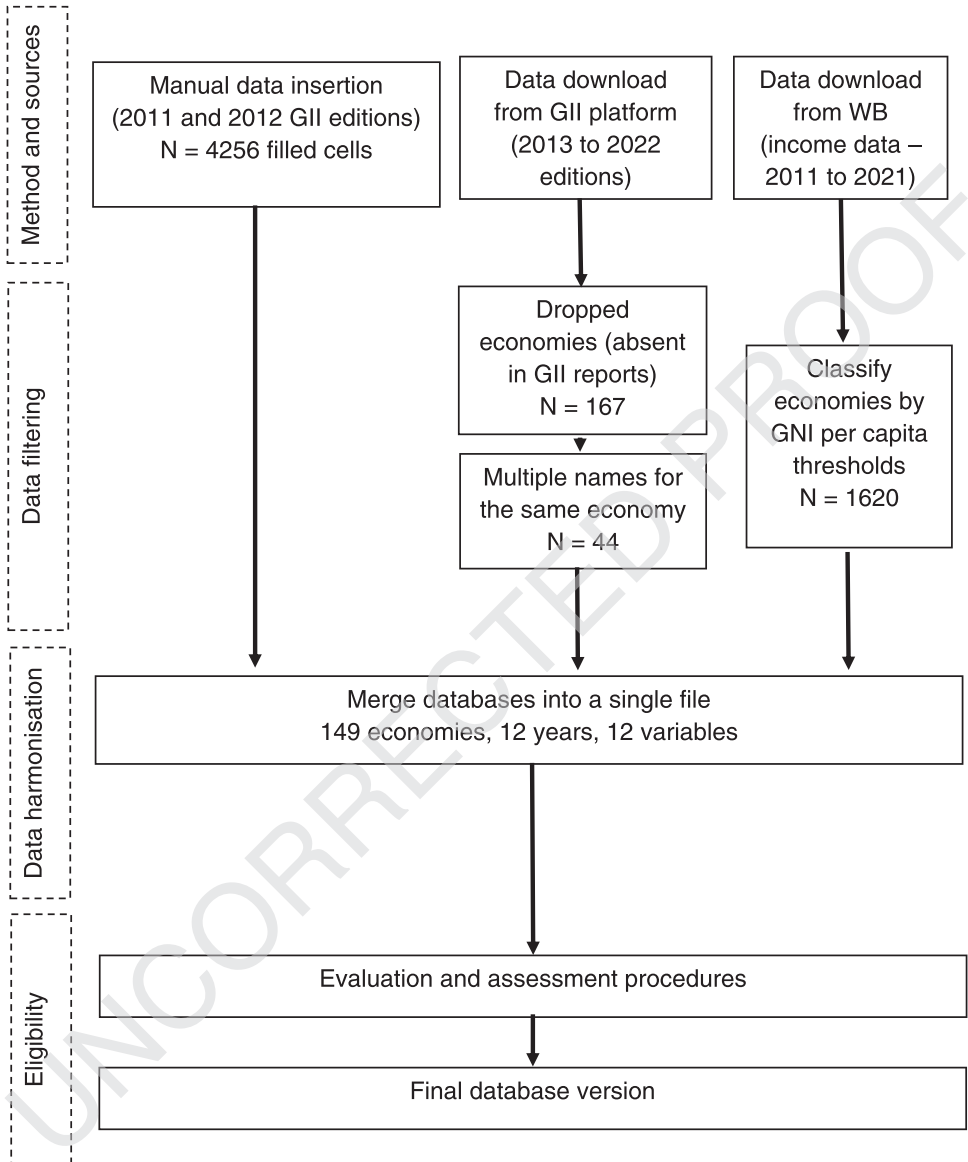 Method and sources
Manual data insertion
(2011 and 2012 GII editions)
N = 4256 filled cells
Data download
from GII platform
(2013 to 2022
editions)
Data download
from WB
(income data –
2011 to 2021)
Data filtering
Dropped
economies (absent
in GII reports)
N = 167
Multiple names for
the same economy
N = 44
Classify
economies by
GNI per capita
thresholds
N = 1620
Data harmonisation
Merge databases into a single file
149 economies, 12 years, 12 variables
Eligibility
Evaluation and assessment procedures
Final database version
UNCORRECTED PROOF